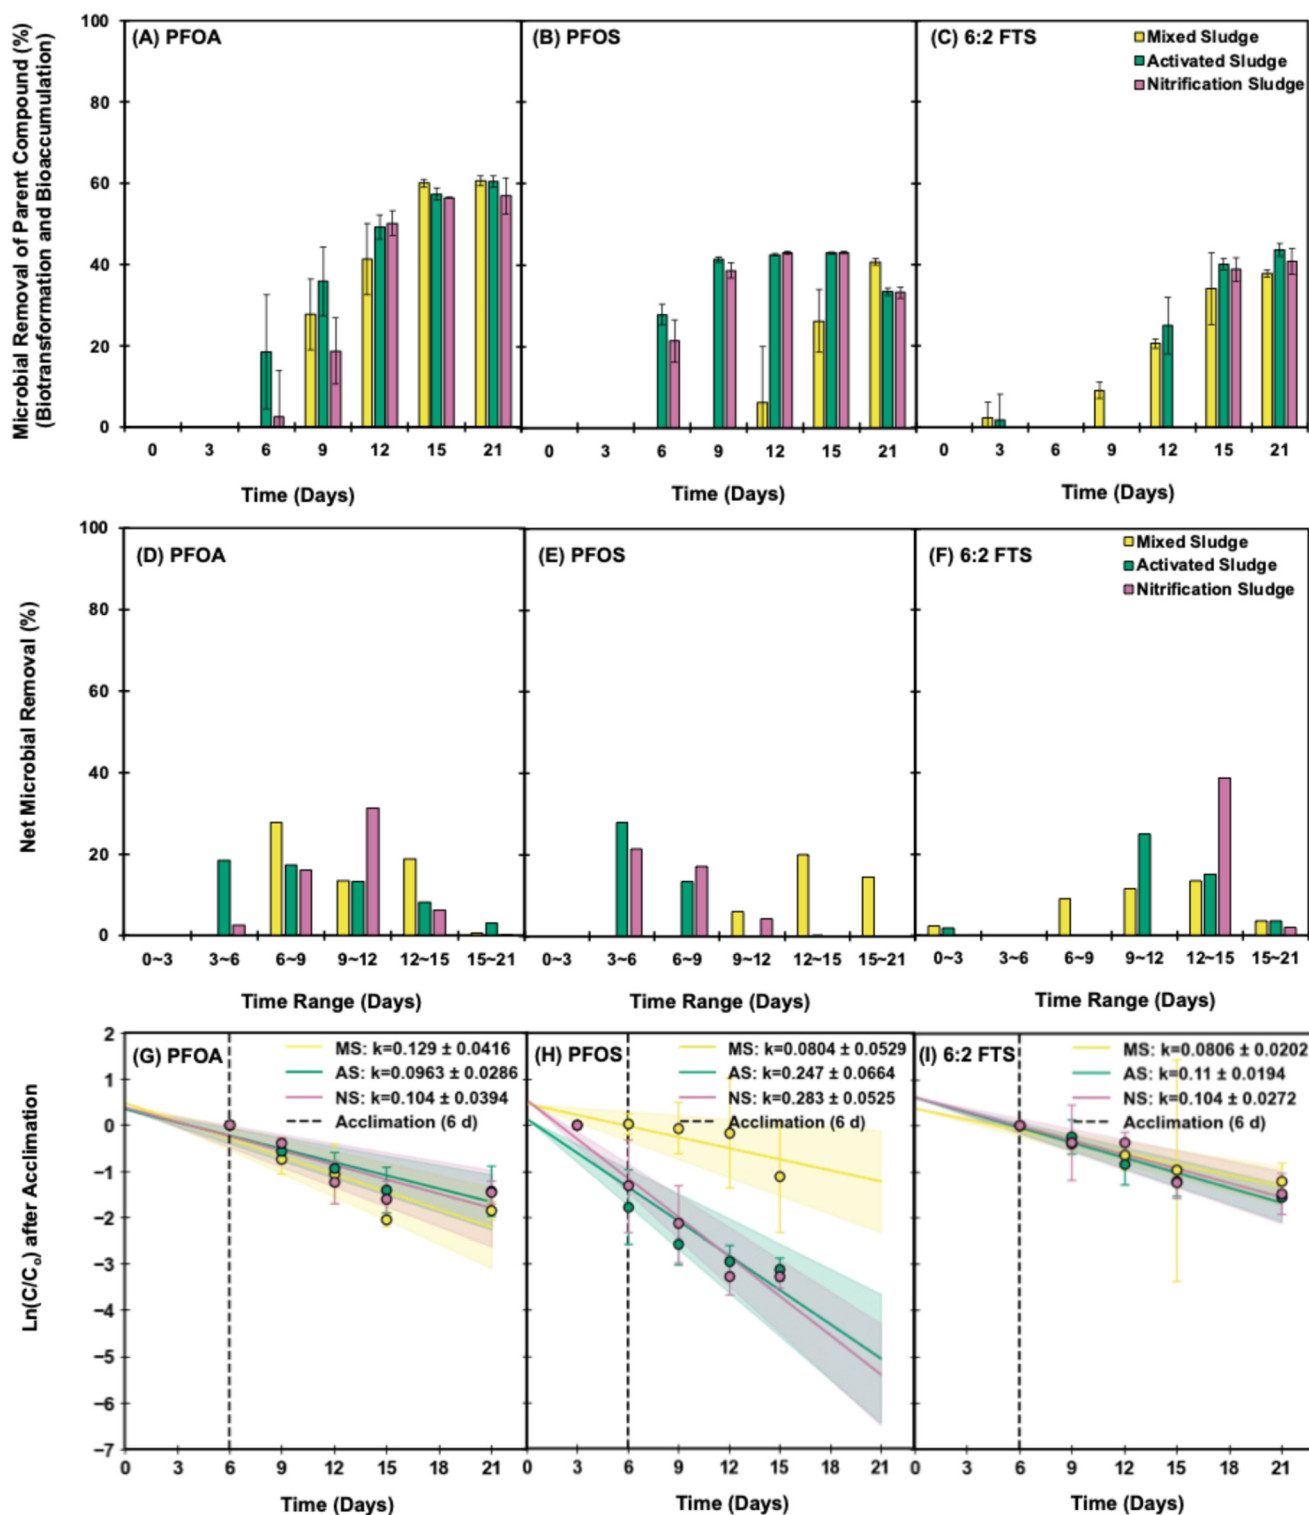 Microbial Removal of Parent Compound (%)
(Biotransformation and Bioaccumulation)
100
80
60
40
20
0
(A) PFOA
0 3 6 9 12 15 21
Time (Days)
(B) PFOS
0 3 6 9 12 15 21
Time (Days)
(C) 6:2 FTS
Mixed Sludge
Activated Sludge
Nitrification Sludge
0 3 6 9 12 15 21
Time (Days)
Net Microbial Removal (%)
100
80
60
40
20
0
(D) PFOA
0~3 3~6 6~9 9~12 12~15 15~21
Time Range (Days)
(E) PFOS
0~3 3~6 6~9 9~12 12~15 15~21
Time Range (Days)
(F) 6:2 FTS
Mixed Sludge
Activated Sludge
Nitrification Sludge
0~3 3~6 6~9 9~12 12~15 15~21
Time Range (Days)
Ln(C/C₀) after Acclimation
2
1
0
−1
−2
−3
−4
−5
−6
−7
(G) PFOA
MS: k=0.129 ± 0.0416
AS: k=0.0963 ± 0.0286
NS: k=0.104 ± 0.0394
Acclimation (6 d)
0 3 6 9 12 15 18 21
Time (Days)
(H) PFOS
MS: k=0.0804 ± 0.0529
AS: k=0.247 ± 0.0664
NS: k=0.283 ± 0.0525
Acclimation (6 d)
0 3 6 9 12 15 18 21
Time (Days)
(I) 6:2 FTS
MS: k=0.0806 ± 0.0202
AS: k=0.11 ± 0.0194
NS: k=0.104 ± 0.0272
Acclimation (6 d)
0 3 6 9 12 15 18 21
Time (Days)